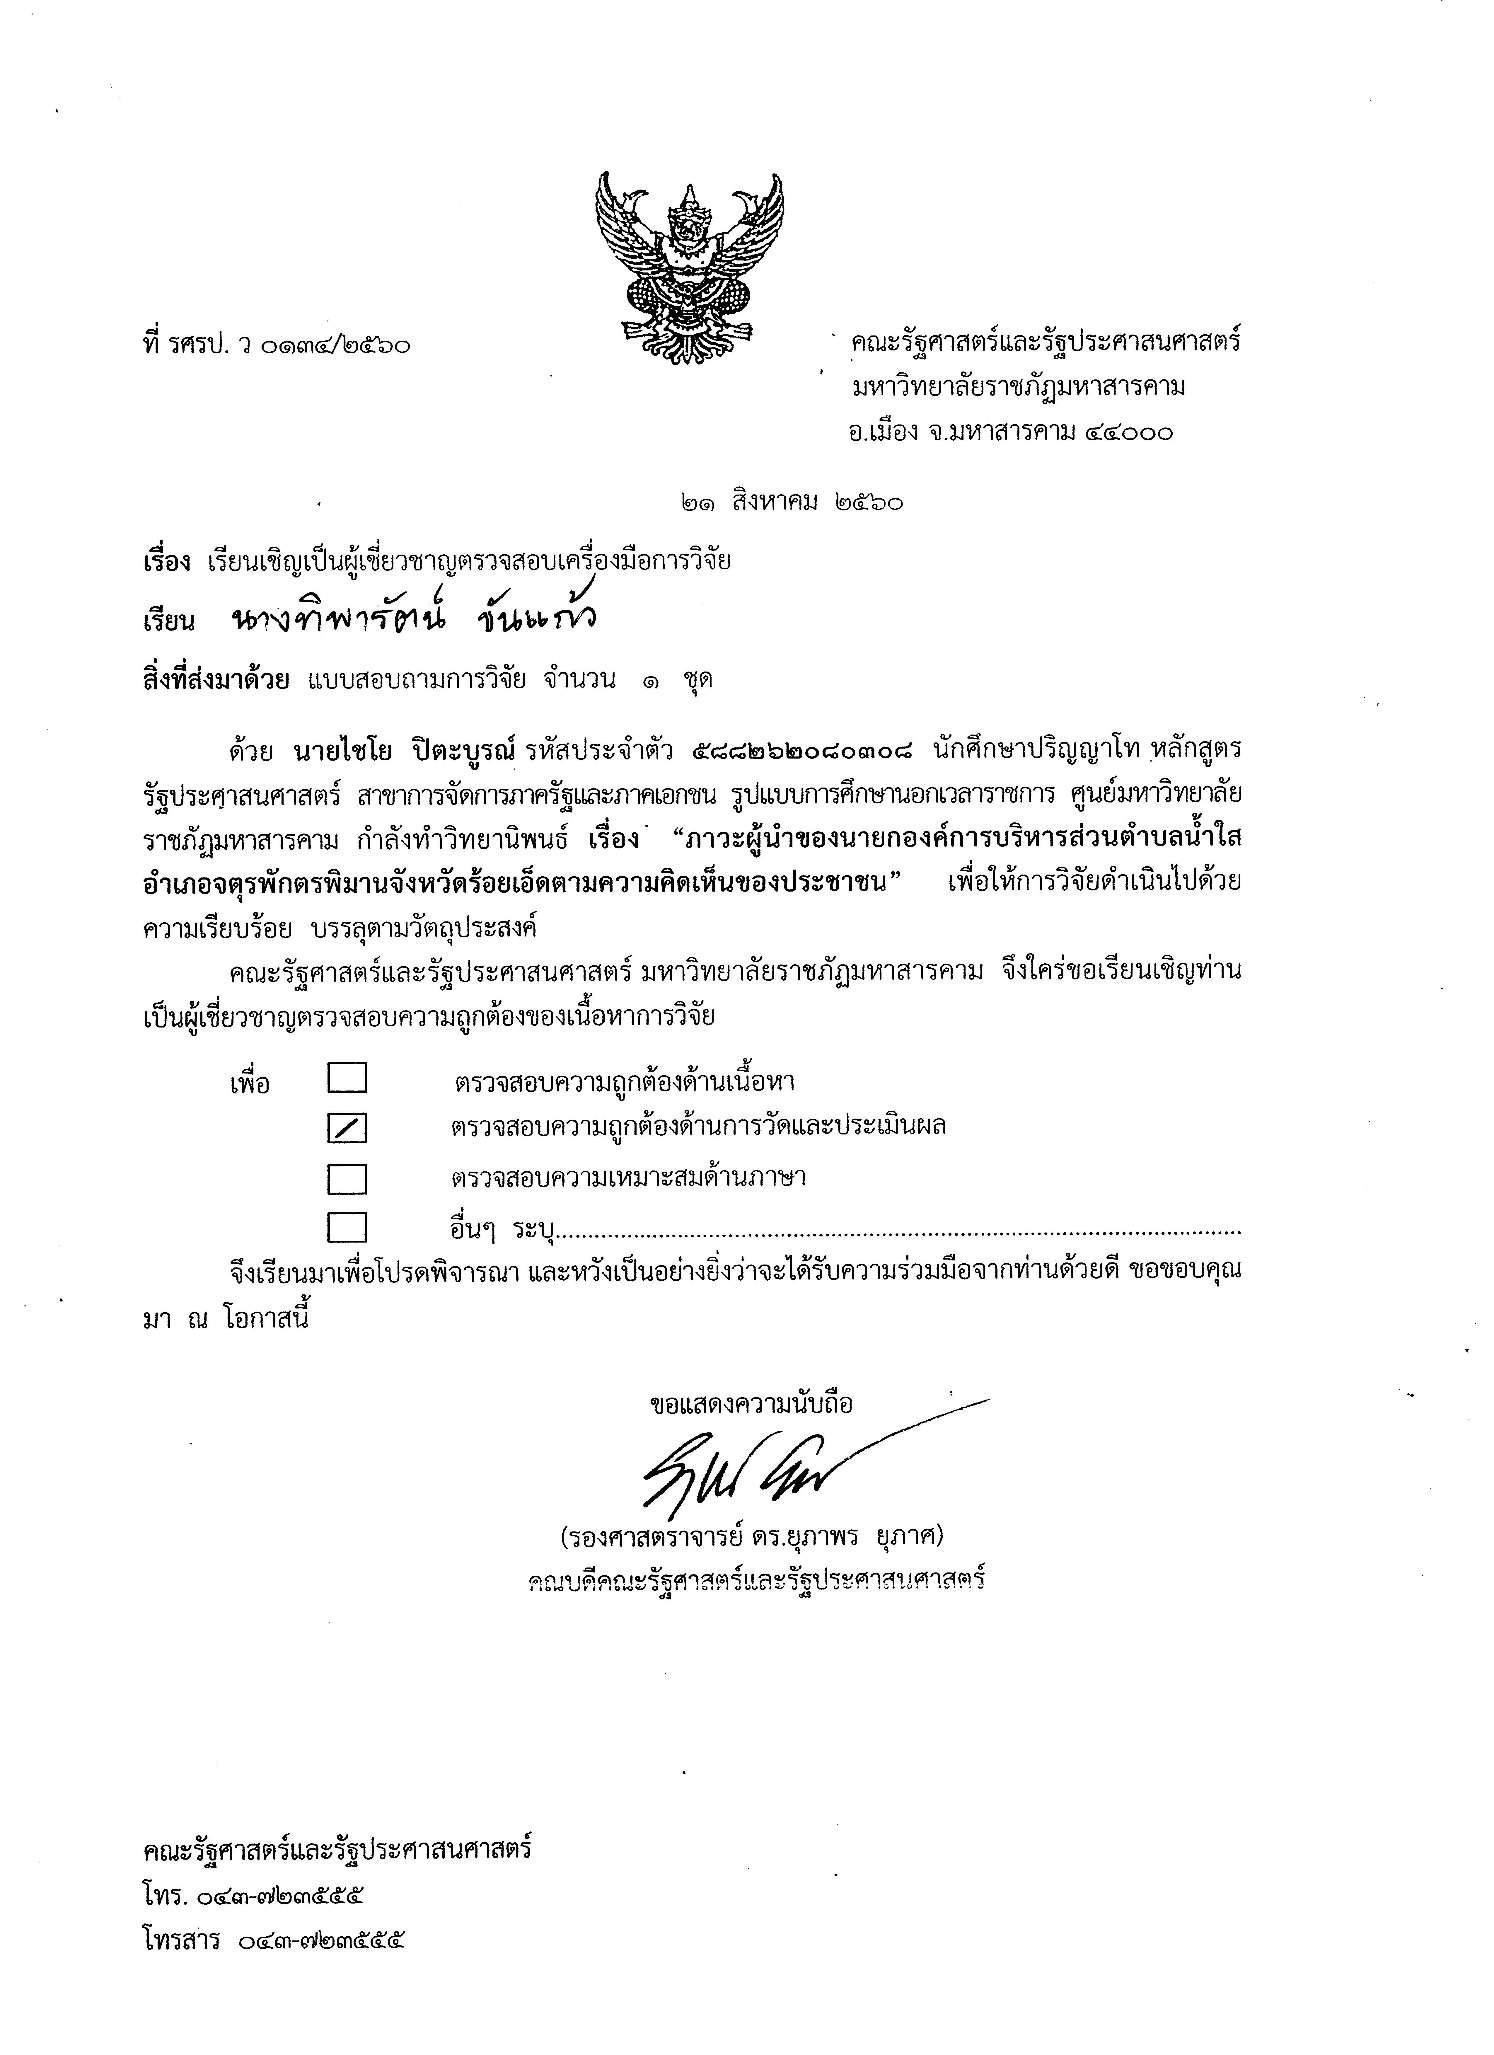 ที่ รศรป. ว ๐๑๓๔/๒๕๖๐
คณะรัฐศาสตร์และรัฐประศาสนศาสตร์
มหาวิทยาลัยราชภัฏมหาสารคาม
อ.เมือง จ.มหาสารคาม ๔๔๐๐๐
๒๑ สิงหาคม ๒๕๖๐
เรื่อง เรียนเชิญเป็นผู้เชี่ยวชาญตรวจสอบเครื่องมือการวิจัย
เรียน นางทิพารัตน์ ขันแก้ว
สิ่งที่ส่งมาด้วย แบบสอบถามการวิจัย จำนวน ๑ ชุด
ด้วย นายไชโย ปิตะบูรณ์ รหัสประจำตัว ๕๘๘๒๖๒๐๘๐๓๐๘ นักศึกษาปริญญาโท หลักสูตร
รัฐประศาสนศาสตร์ สาขาการจัดการภาครัฐและภาคเอกชน รูปแบบการศึกษานอกเวลาราชการ ศูนย์มหาวิทยาลัย
ราชภัฏมหาสารคาม กำลังทำวิทยานิพนธ์ เรื่อง “ภาวะผู้นำของนายกองค์การบริหารส่วนตำบลน้ำใส
อำเภอจตุรพักตรพิมานจังหวัดร้อยเอ็ดตามความคิดเห็นของประชาชน” เพื่อให้การวิจัยดำเนินไปด้วย
ความเรียบร้อย บรรลุตามวัตถุประสงค์
คณะรัฐศาสตร์และรัฐประศาสนศาสตร์ มหาวิทยาลัยราชภัฏมหาสารคาม จึงใคร่ขอเรียนเชิญท่าน
เป็นผู้เชี่ยวชาญตรวจสอบความถูกต้องของเนื้อหาการวิจัย
เพื่อ ตรวจสอบความถูกต้องด้านเนื้อหา
ตรวจสอบความถูกต้องด้านการวัดและประเมินผล
ตรวจสอบความเหมาะสมด้านภาษา
อื่นๆ ระบุ........................................................................................................
จึงเรียนมาเพื่อโปรดพิจารณา และหวังเป็นอย่างยิ่งว่าจะได้รับความร่วมมือจากท่านด้วยดี ขอขอบคุณ
มา ณ โอกาสนี้
ขอแสดงความนับถือ
(รองศาสตราจารย์ ดร.ยุภาพร ยุภาศ)
คณบดีคณะรัฐศาสตร์และรัฐประศาสนศาสตร์
คณะรัฐศาสตร์และรัฐประศาสนศาสตร์
โทร. ๐๔๓-๗๒๓๕๕๕
โทรสาร ๐๔๓-๗๒๓๕๕๕